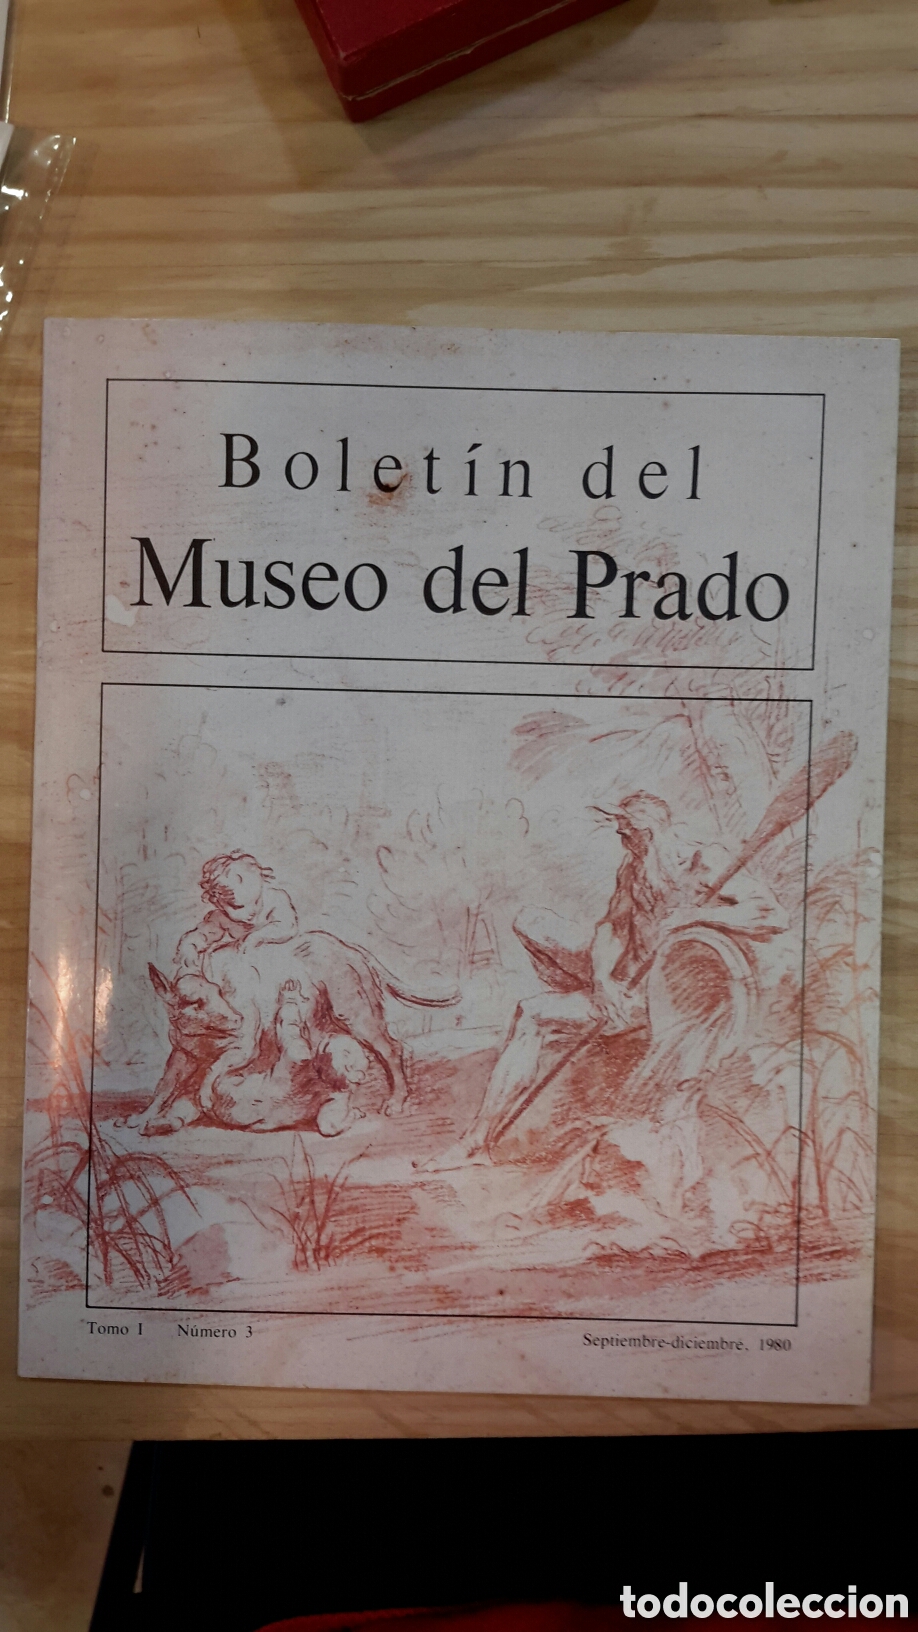 Boletín del
Museo del Prado
Tomo I Número 3
Septiembre-diciembre, 1980
todocoleccion